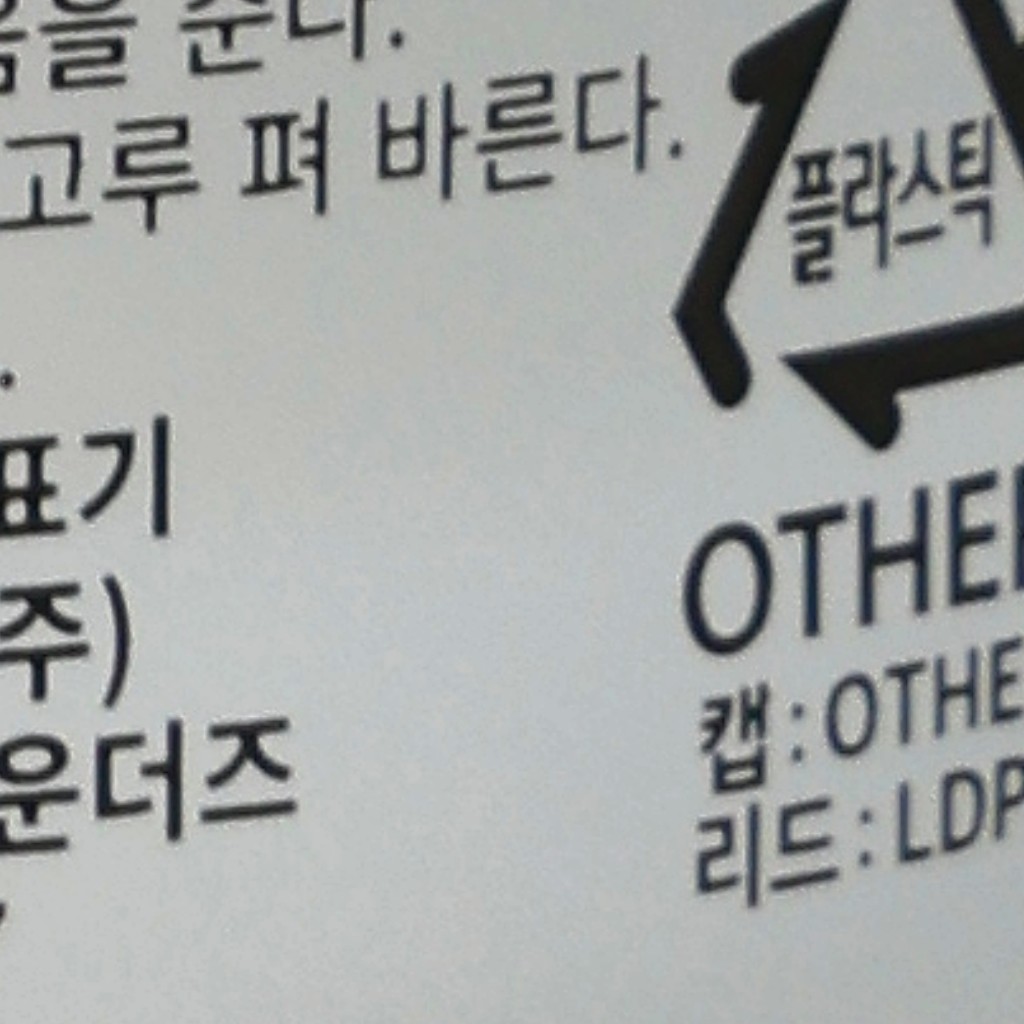 을 준다.
고루 펴 바른다.
표기
주)
운더즈
플라스틱
OTHE
캡 : OTHE
리드 : LDP